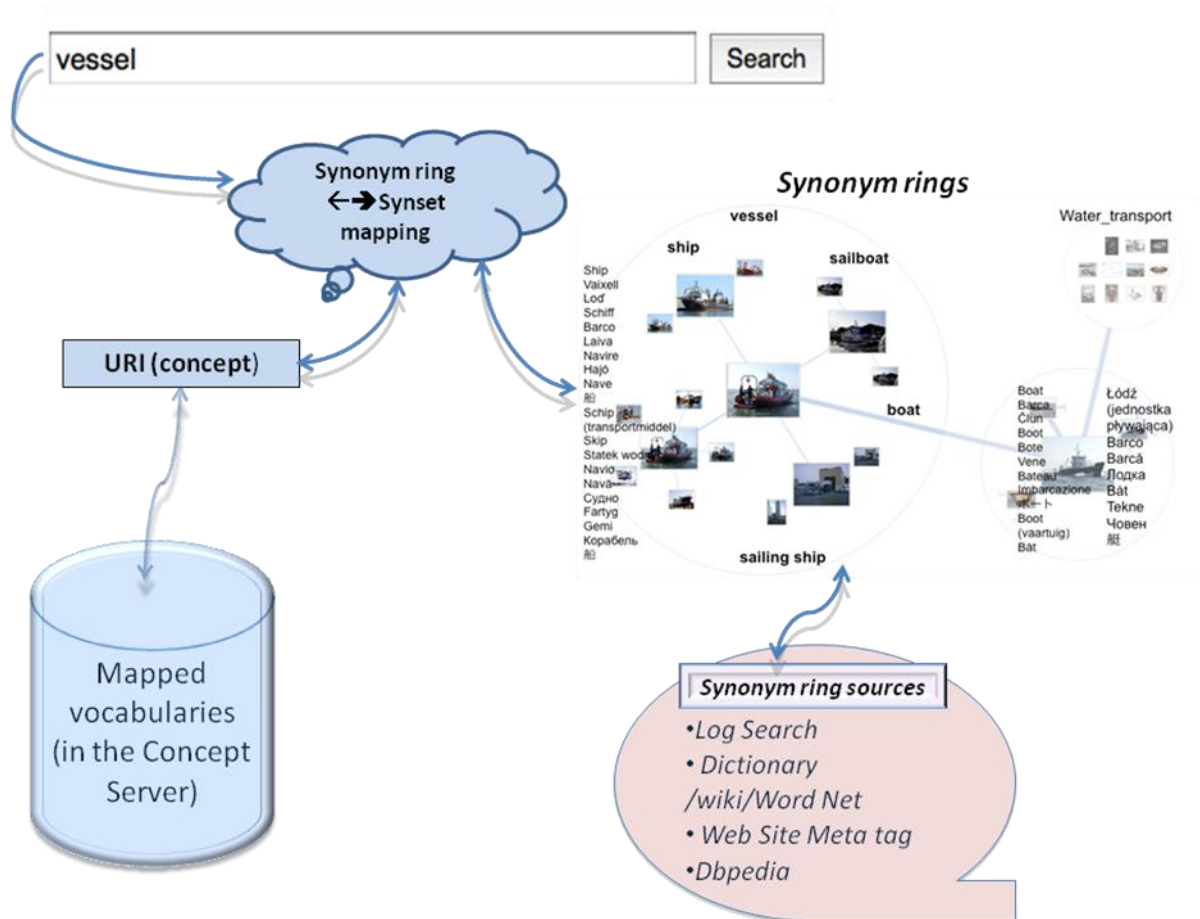 vessel
Search
Synonym ring
←➔Synset
mapping
URI (concept)
Mapped
vocabularies
(in the Concept
Server)
Synonym rings
vessel
ship
sailboat
boat
sailing ship
Ship
Vaixell
Loď
Schiff
Barco
Laiva
Navire
Hajó
Nave
船
Schip
(transportmiddel)
Skip
Statek
Navio
Navă
Судно
Fartyg
Gemi
Корабель
船
Water_transport
Boat
Barca
Člun
Boot
Bote
Vene
Bateau
Imbarcazione
ボート
Boot
(vaartuig)
Båt
Łódź
(jednostka
pływająca)
Barco
Barcă
Лодка
Båt
Tekne
Човен
艇
Synonym ring sources
•Log Search
• Dictionary
/wiki/Word Net
• Web Site Meta tag
•Dbpedia